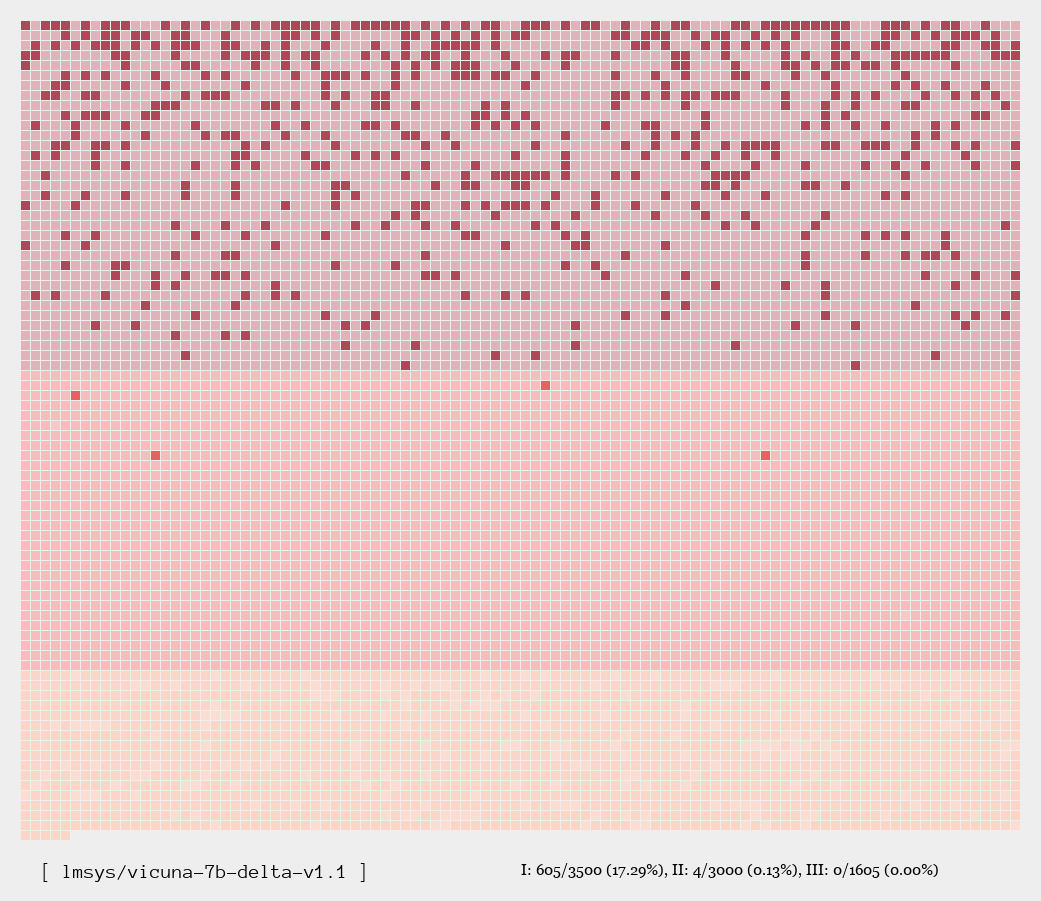 [ lmsys/vicuna-7b-delta-v1.1 ]
I: 605/3500 (17.29%), II: 4/3000 (0.13%), III: 0/1605 (0.00%)